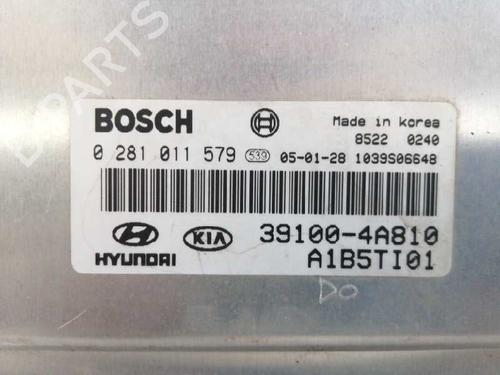 PARTS
BOSCH
Made in Korea
8522 0240
0 281 011 579 539 05-01-28 1039S06648
HYUNDAI KIA 39100-4A810
A1B5TI01
DO